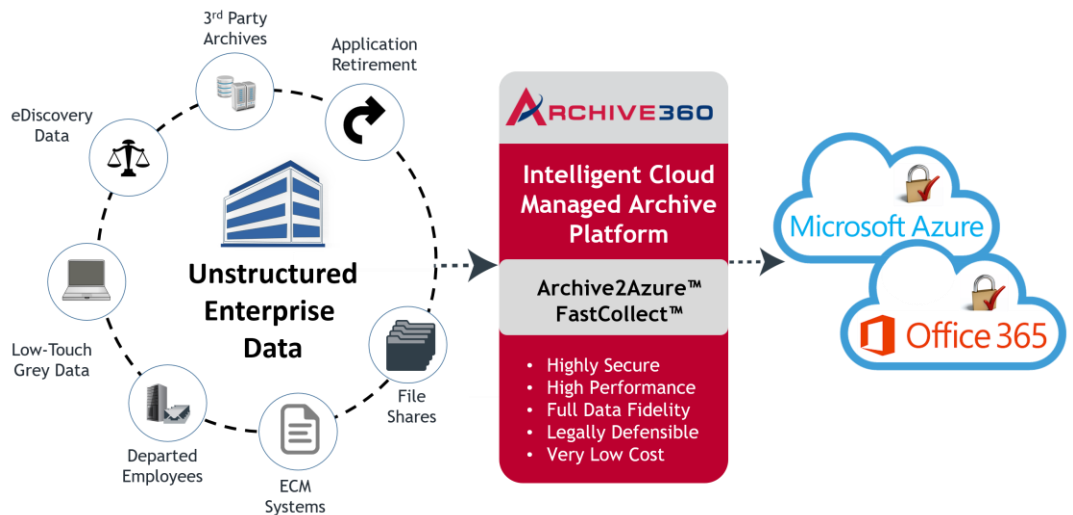 3rd Party
Archives
Application
Retirement
eDiscovery
Data
Unstructured
Enterprise
Data
Low-Touch
Grey Data
File
Shares
Departed
Employees
ECM
Systems
ARCHIVE360
Intelligent Cloud
Managed Archive
Platform
Archive2Azure™
FastCollect™
• Highly Secure
• High Performance
• Full Data Fidelity
• Legally Defensible
• Very Low Cost
Microsoft Azure
Office 365